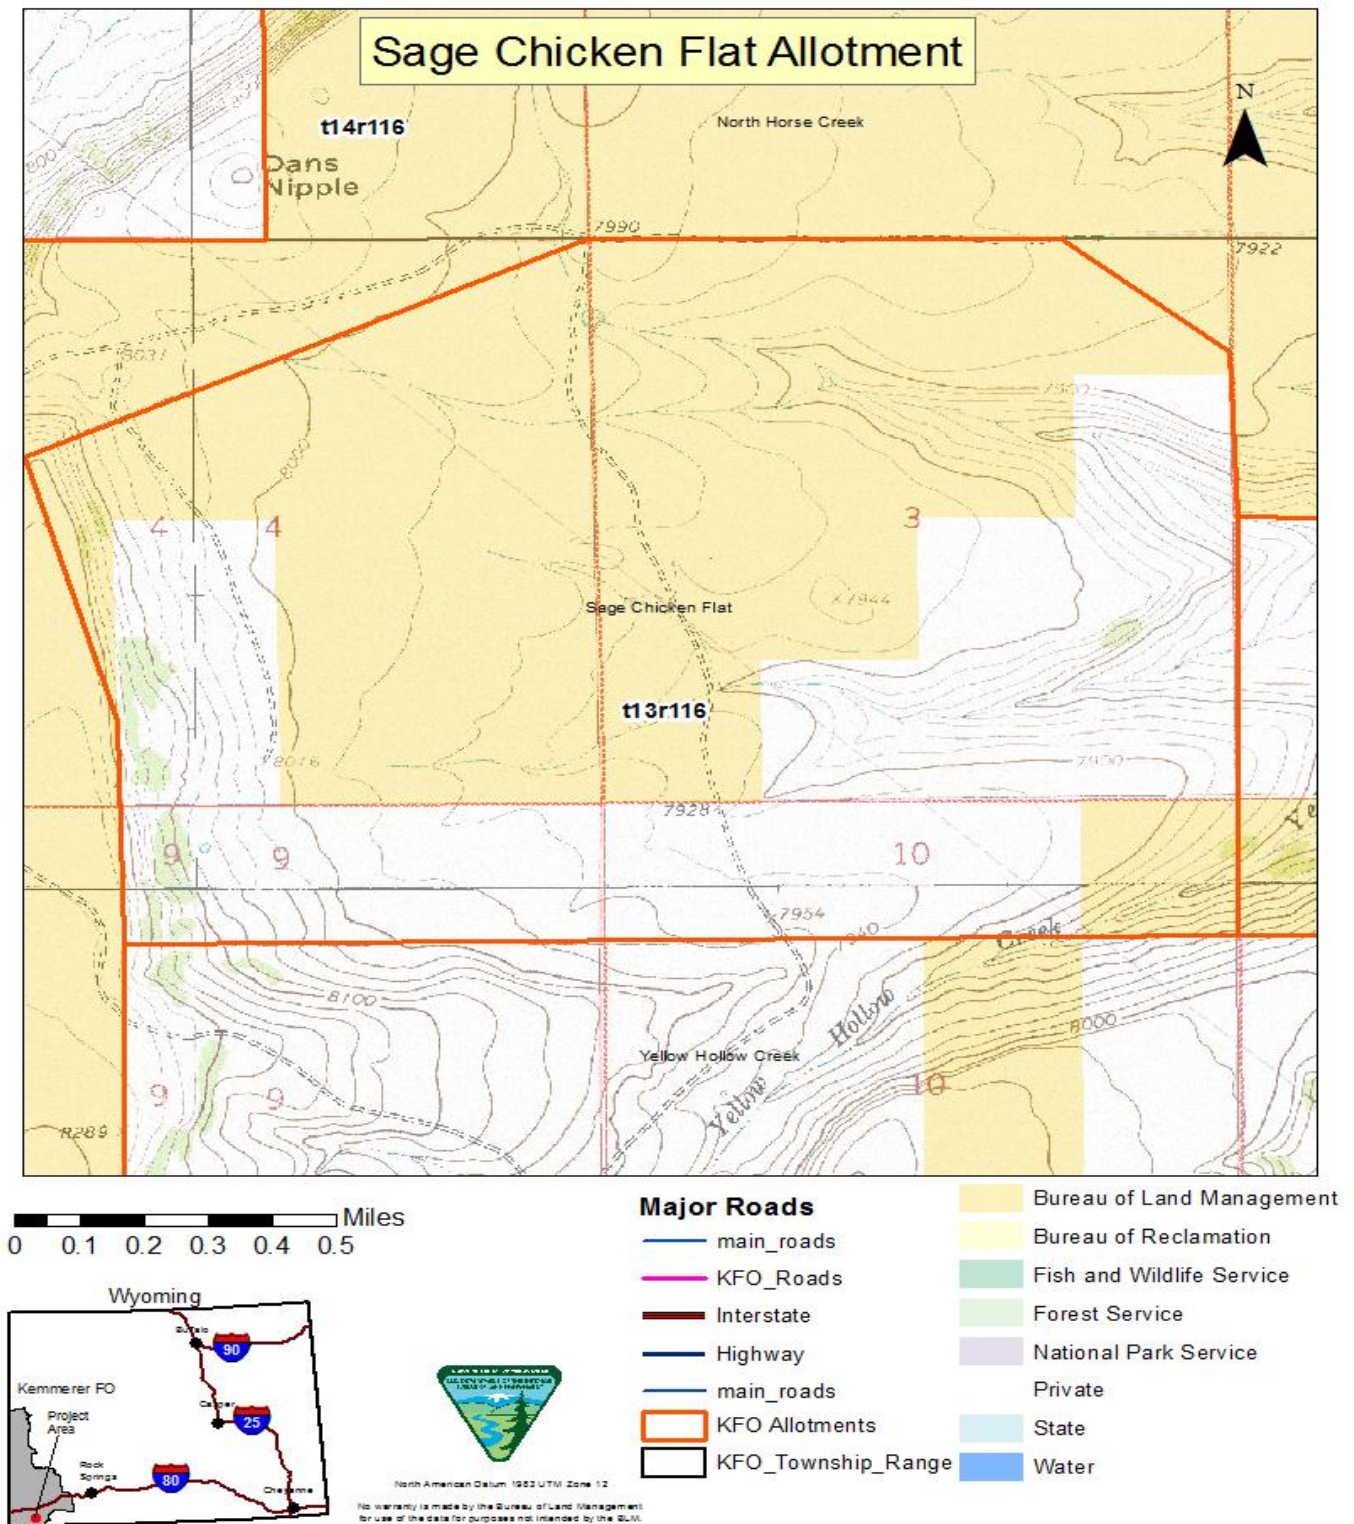 Sage Chicken Flat Allotment
N
t14r116
North Horse Creek
Dans
Nipple
7990
7922
8031
7900
8000
4
4
3
Sage Chicken Flat
X7944
t13r116
8016
7900
7928
9
9
10
7954
7940
Creek
8100
Hollow
8000
Yellow Hollow Creek
Yellow
9
9
10
8289
Miles
0 0.1 0.2 0.3 0.4 0.5
Wyoming
Buffalo
90
Kemmerer FO
Project
Area
Casper
25
Rock
Springs
80
Cheyenne
North American Datum 1983 UTM Zone 12
No warranty is made by the Bureau of Land Management
for use of the data for purposes not intended by the BLM.
Major Roads
main_roads
KFO_Roads
Interstate
Highway
main_roads
KFO Allotments
KFO_Township_Range
Bureau of Land Management
Bureau of Reclamation
Fish and Wildlife Service
Forest Service
National Park Service
Private
State
Water